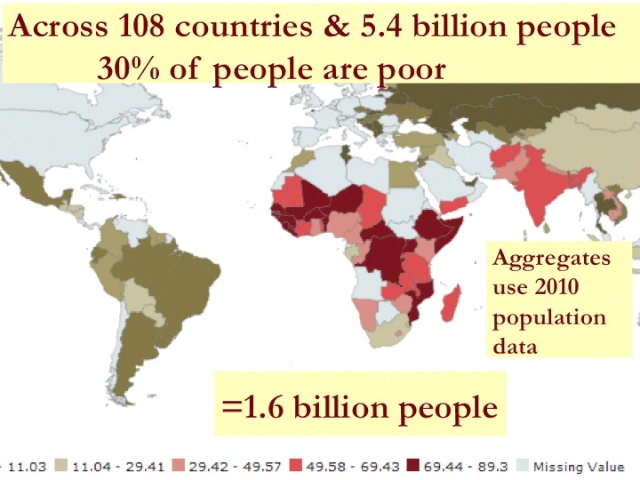 Across 108 countries & 5.4 billion people
30% of people are poor
Aggregates
use 2010
population
data
=1.6 billion people
- 11.03 11.04 - 29.41 29.42 - 49.57 49.58 - 69.43 69.44 - 89.3 Missing Value